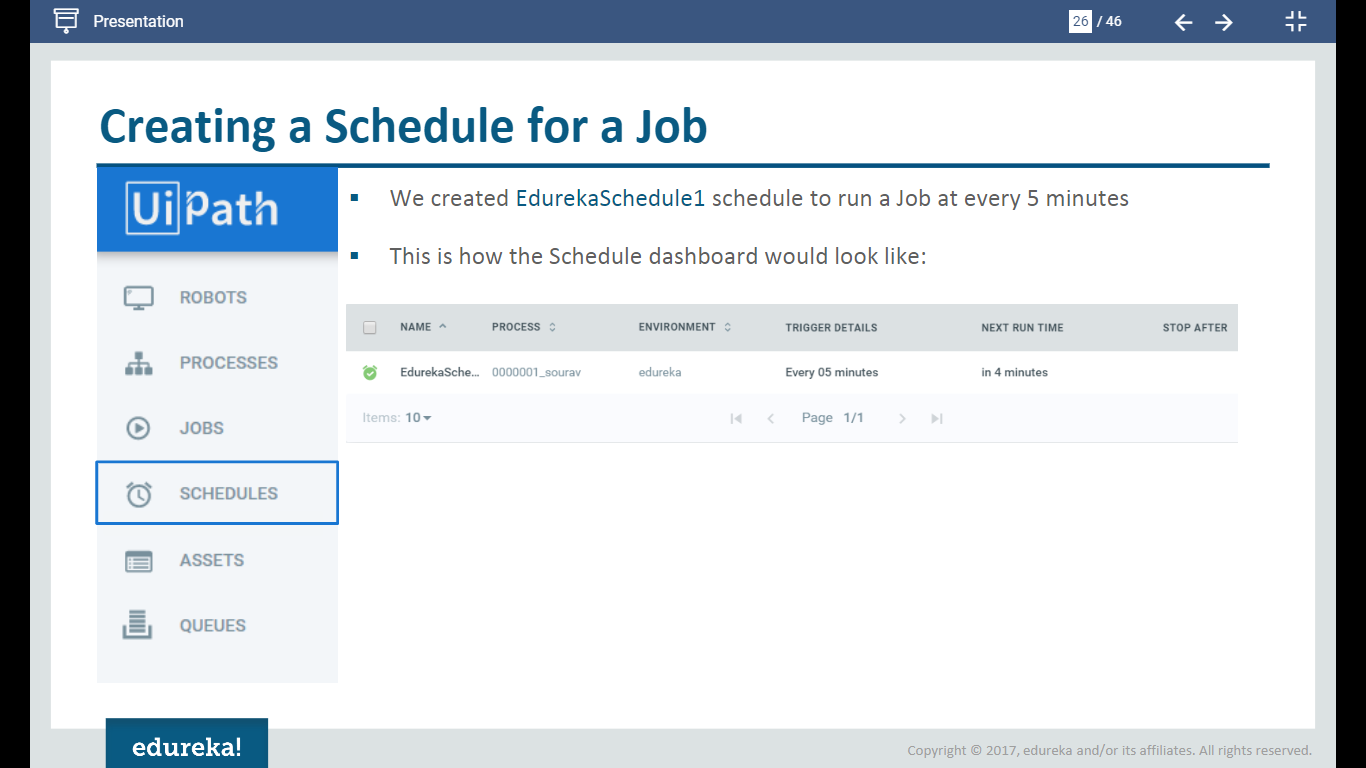 Presentation
26 / 46
Creating a Schedule for a Job
UiPath
ROBOTS
PROCESSES
JOBS
SCHEDULES
ASSETS
QUEUES
▪ We created EdurekaSchedule1 schedule to run a Job at every 5 minutes
▪ This is how the Schedule dashboard would look like:
NAME PROCESS ENVIRONMENT TRIGGER DETAILS NEXT RUN TIME STOP AFTER
EdurekaSche... 0000001_sourav edureka Every 05 minutes in 4 minutes
Items: 10 Page 1/1
edureka!
Copyright © 2017, edureka and/or its affiliates. All rights reserved.